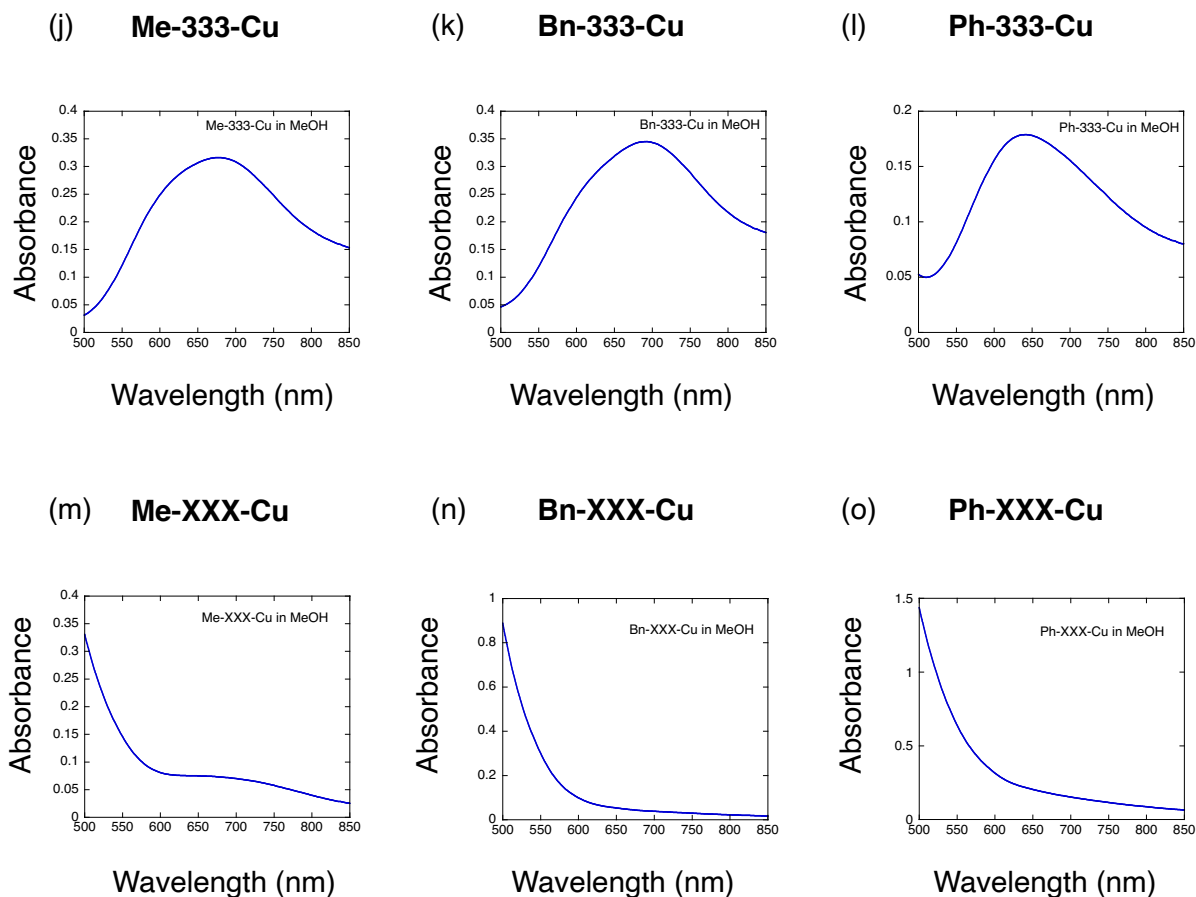 (j) Me-333-Cu
(k) Bn-333-Cu
(l) Ph-333-Cu
0.4
0.35
0.3
0.25
0.2
0.15
0.1
0.05
0
Me-333-Cu in MeOH
500 550 600 650 700 750 800 850
Absorbance
Wavelength (nm)
0.4
0.35
0.3
0.25
0.2
0.15
0.1
0.05
0
Bn-333-Cu in MeOH
500 550 600 650 700 750 800 850
Absorbance
Wavelength (nm)
0.2
0.15
0.1
0.05
0
Ph-333-Cu in MeOH
500 550 600 650 700 750 800 850
Absorbance
Wavelength (nm)
(m) Me-XXX-Cu
(n) Bn-XXX-Cu
(o) Ph-XXX-Cu
0.4
0.35
0.3
0.25
0.2
0.15
0.1
0.05
0
Me-XXX-Cu in MeOH
500 550 600 650 700 750 800 850
Absorbance
Wavelength (nm)
1
0.8
0.6
0.4
0.2
0
Bn-XXX-Cu in MeOH
500 550 600 650 700 750 800 850
Absorbance
Wavelength (nm)
1.5
1
0.5
0
Ph-XXX-Cu in MeOH
500 550 600 650 700 750 800 850
Absorbance
Wavelength (nm)